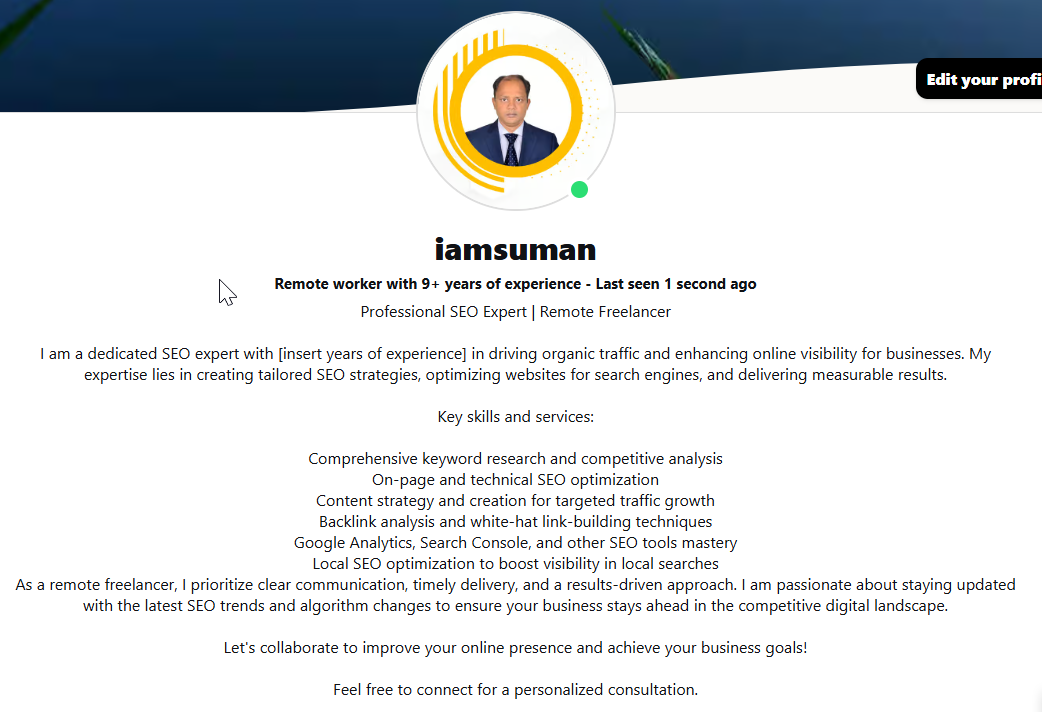 Edit your profi
iamsuman
Remote worker with 9+ years of experience - Last seen 1 second ago
Professional SEO Expert | Remote Freelancer
I am a dedicated SEO expert with [insert years of experience] in driving organic traffic and enhancing online visibility for businesses. My
expertise lies in creating tailored SEO strategies, optimizing websites for search engines, and delivering measurable results.
Key skills and services:
Comprehensive keyword research and competitive analysis
On-page and technical SEO optimization
Content strategy and creation for targeted traffic growth
Backlink analysis and white-hat link-building techniques
Google Analytics, Search Console, and other SEO tools mastery
Local SEO optimization to boost visibility in local searches
As a remote freelancer, I prioritize clear communication, timely delivery, and a results-driven approach. I am passionate about staying updated
with the latest SEO trends and algorithm changes to ensure your business stays ahead in the competitive digital landscape.
Let's collaborate to improve your online presence and achieve your business goals!
Feel free to connect for a personalized consultation.